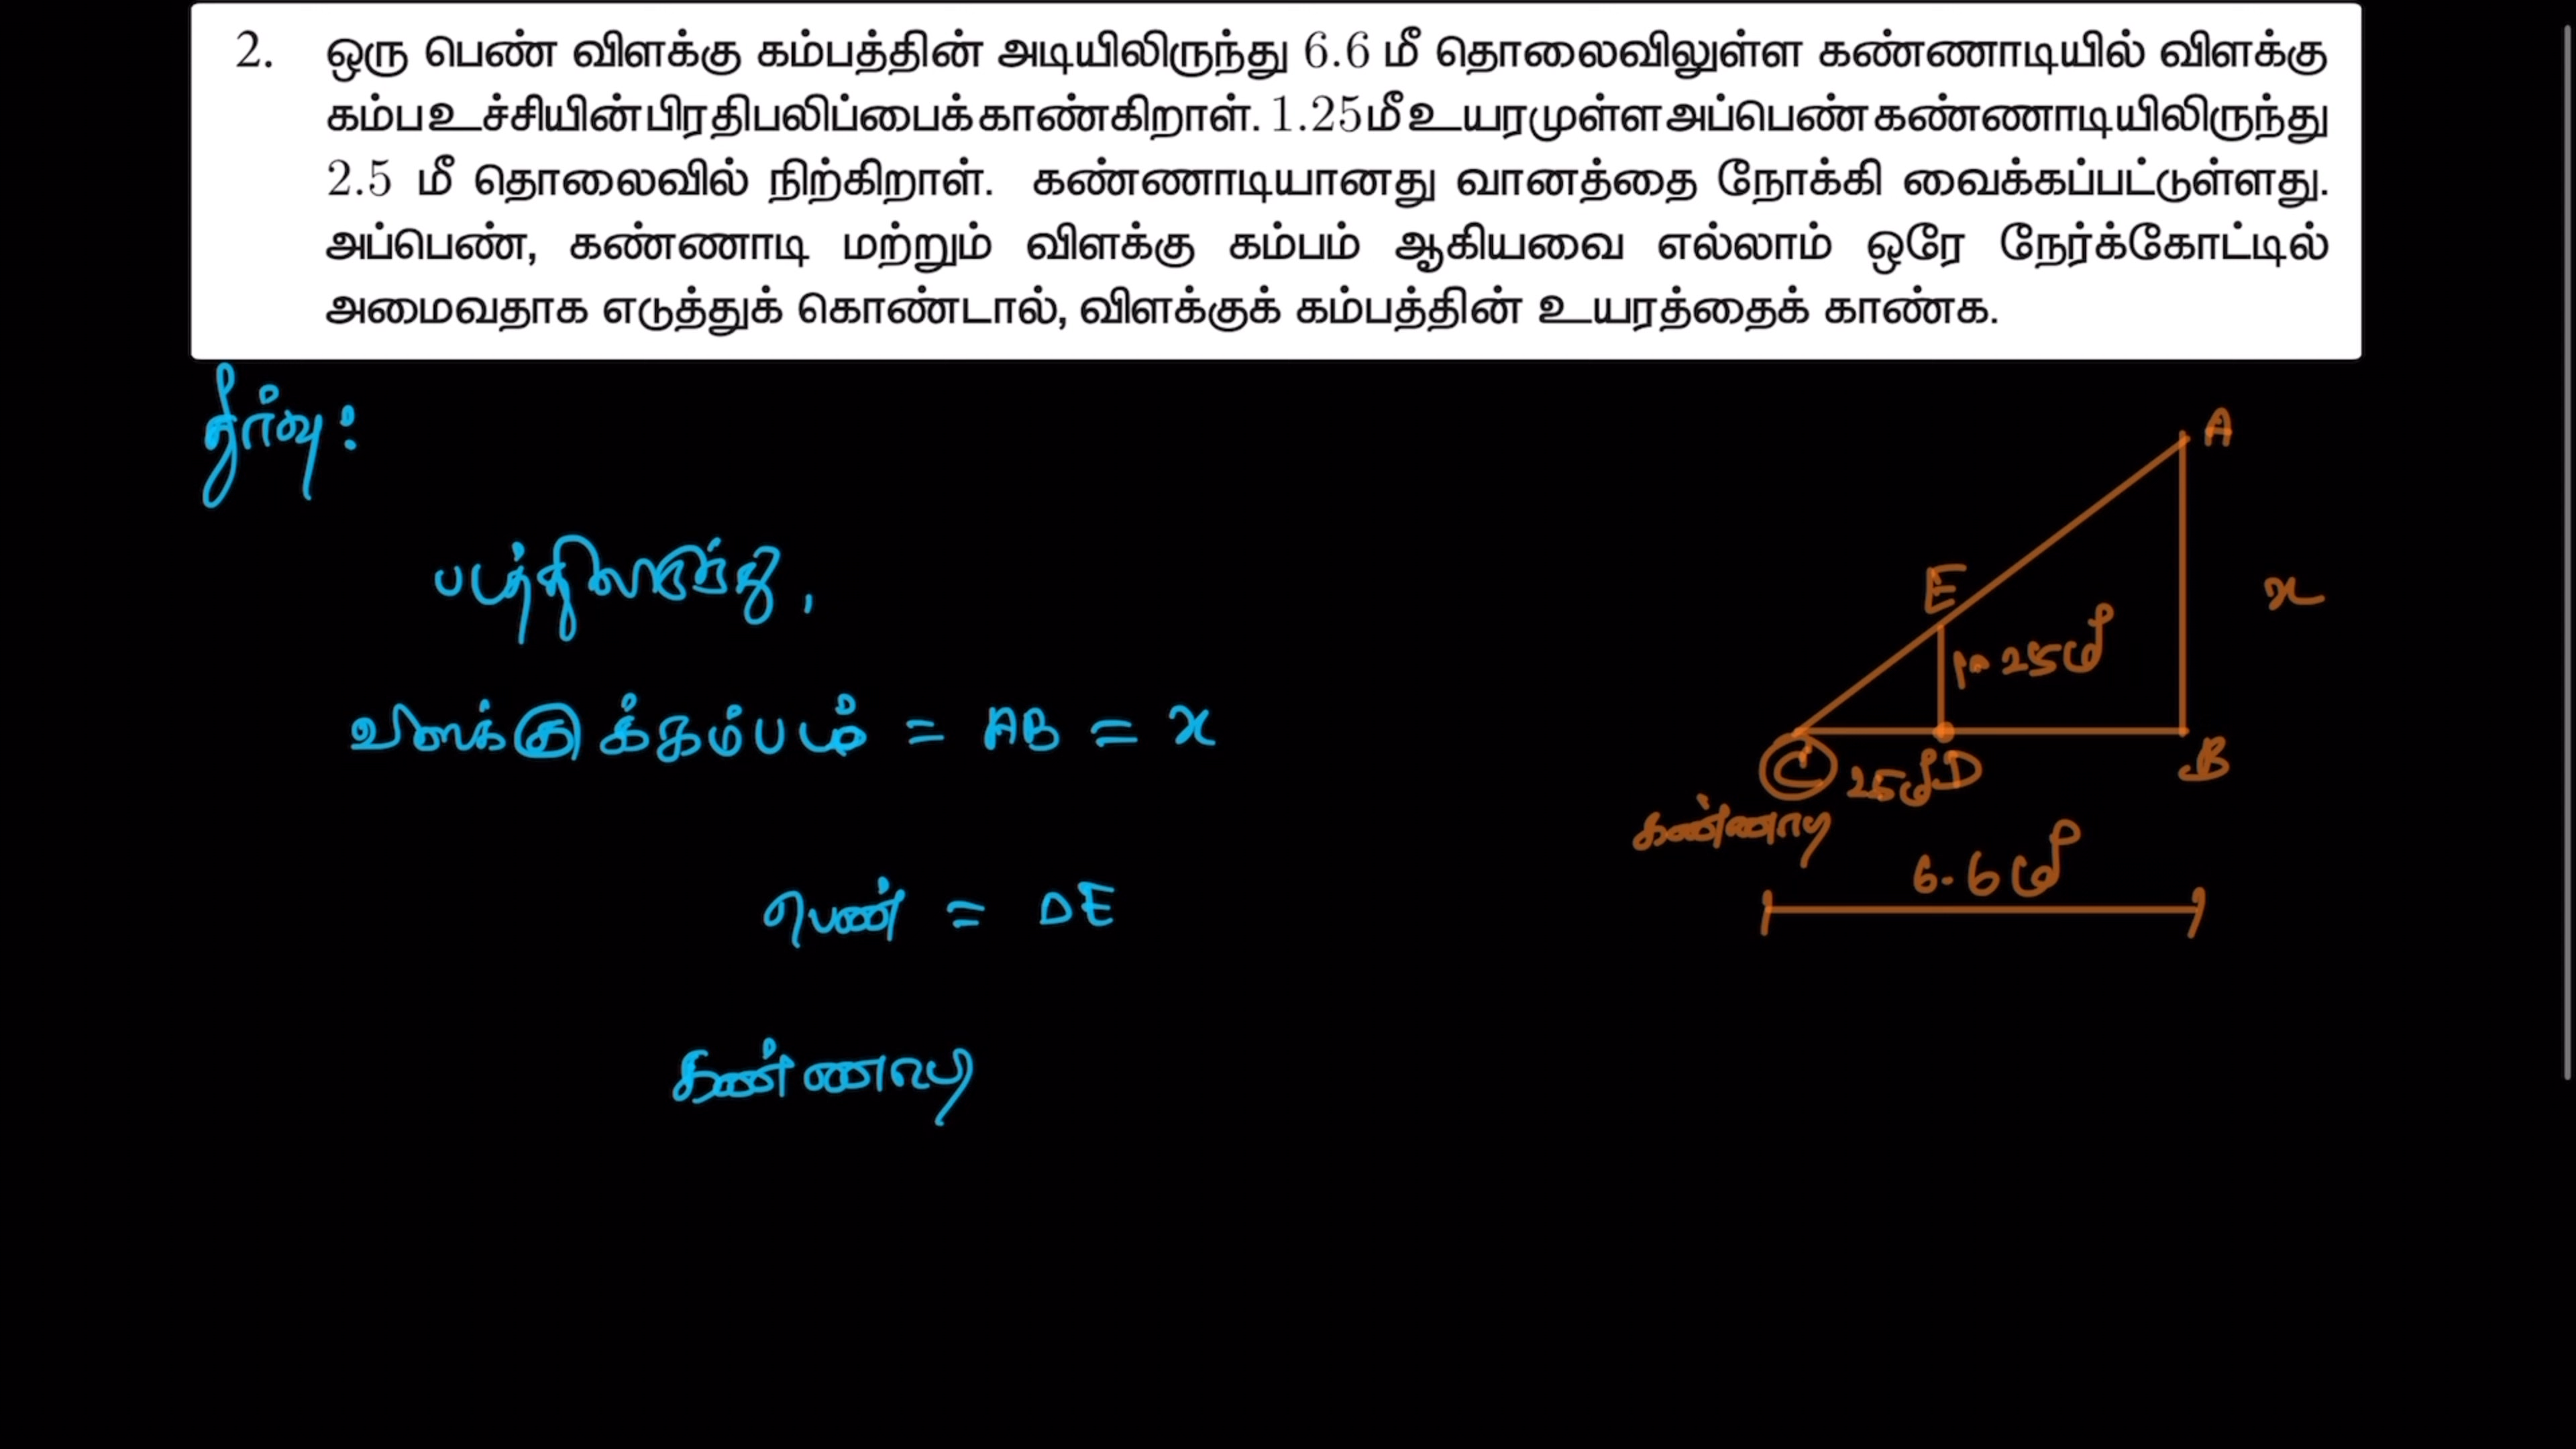 2. ஒரு பெண் விளக்கு கம்பத்தின் அடியிலிருந்து 6.6 மீ தொலைவிலுள்ள கண்ணாடியில் விளக்கு
கம்ப உச்சியின் பிரதிபலிப்பைக் காண்கிறாள். 1.25 மீ உயரமுள்ள அப்பெண் கண்ணாடியிலிருந்து
2.5 மீ தொலைவில் நிற்கிறாள். கண்ணாடியானது வானத்தை நோக்கி வைக்கப்பட்டுள்ளது.
அப்பெண், கண்ணாடி மற்றும் விளக்கு கம்பம் ஆகியவை எல்லாம் ஒரே நேர்க்கோட்டில்
அமைவதாக எடுத்துக் கொண்டால், விளக்குக் கம்பத்தின் உயரத்தைக் காண்க.
தீர்வு:
படத்திலிருந்து,
விளக்குக்கம்பம் = AB = x
பெண் = DE
கண்ணாடி
A
E
x
1.25மீ
C 2.5மீ D B
கண்ணாடி
6.6மீ